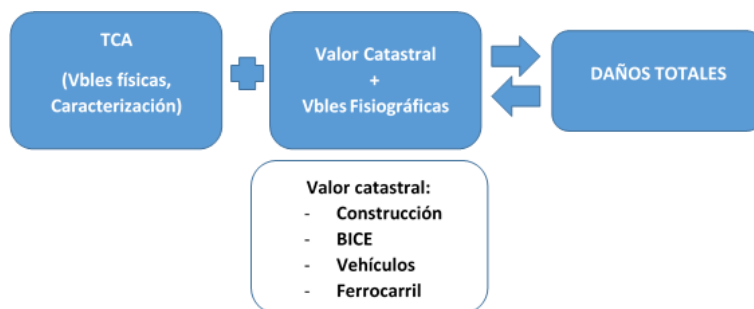 TCA
(Vbles físicas,
Caracterización)
Valor Catastral
+
Vbles Fisiográficas
DAÑOS TOTALES
Valor catastral:
- Construcción
- BICE
- Vehículos
- Ferrocarril